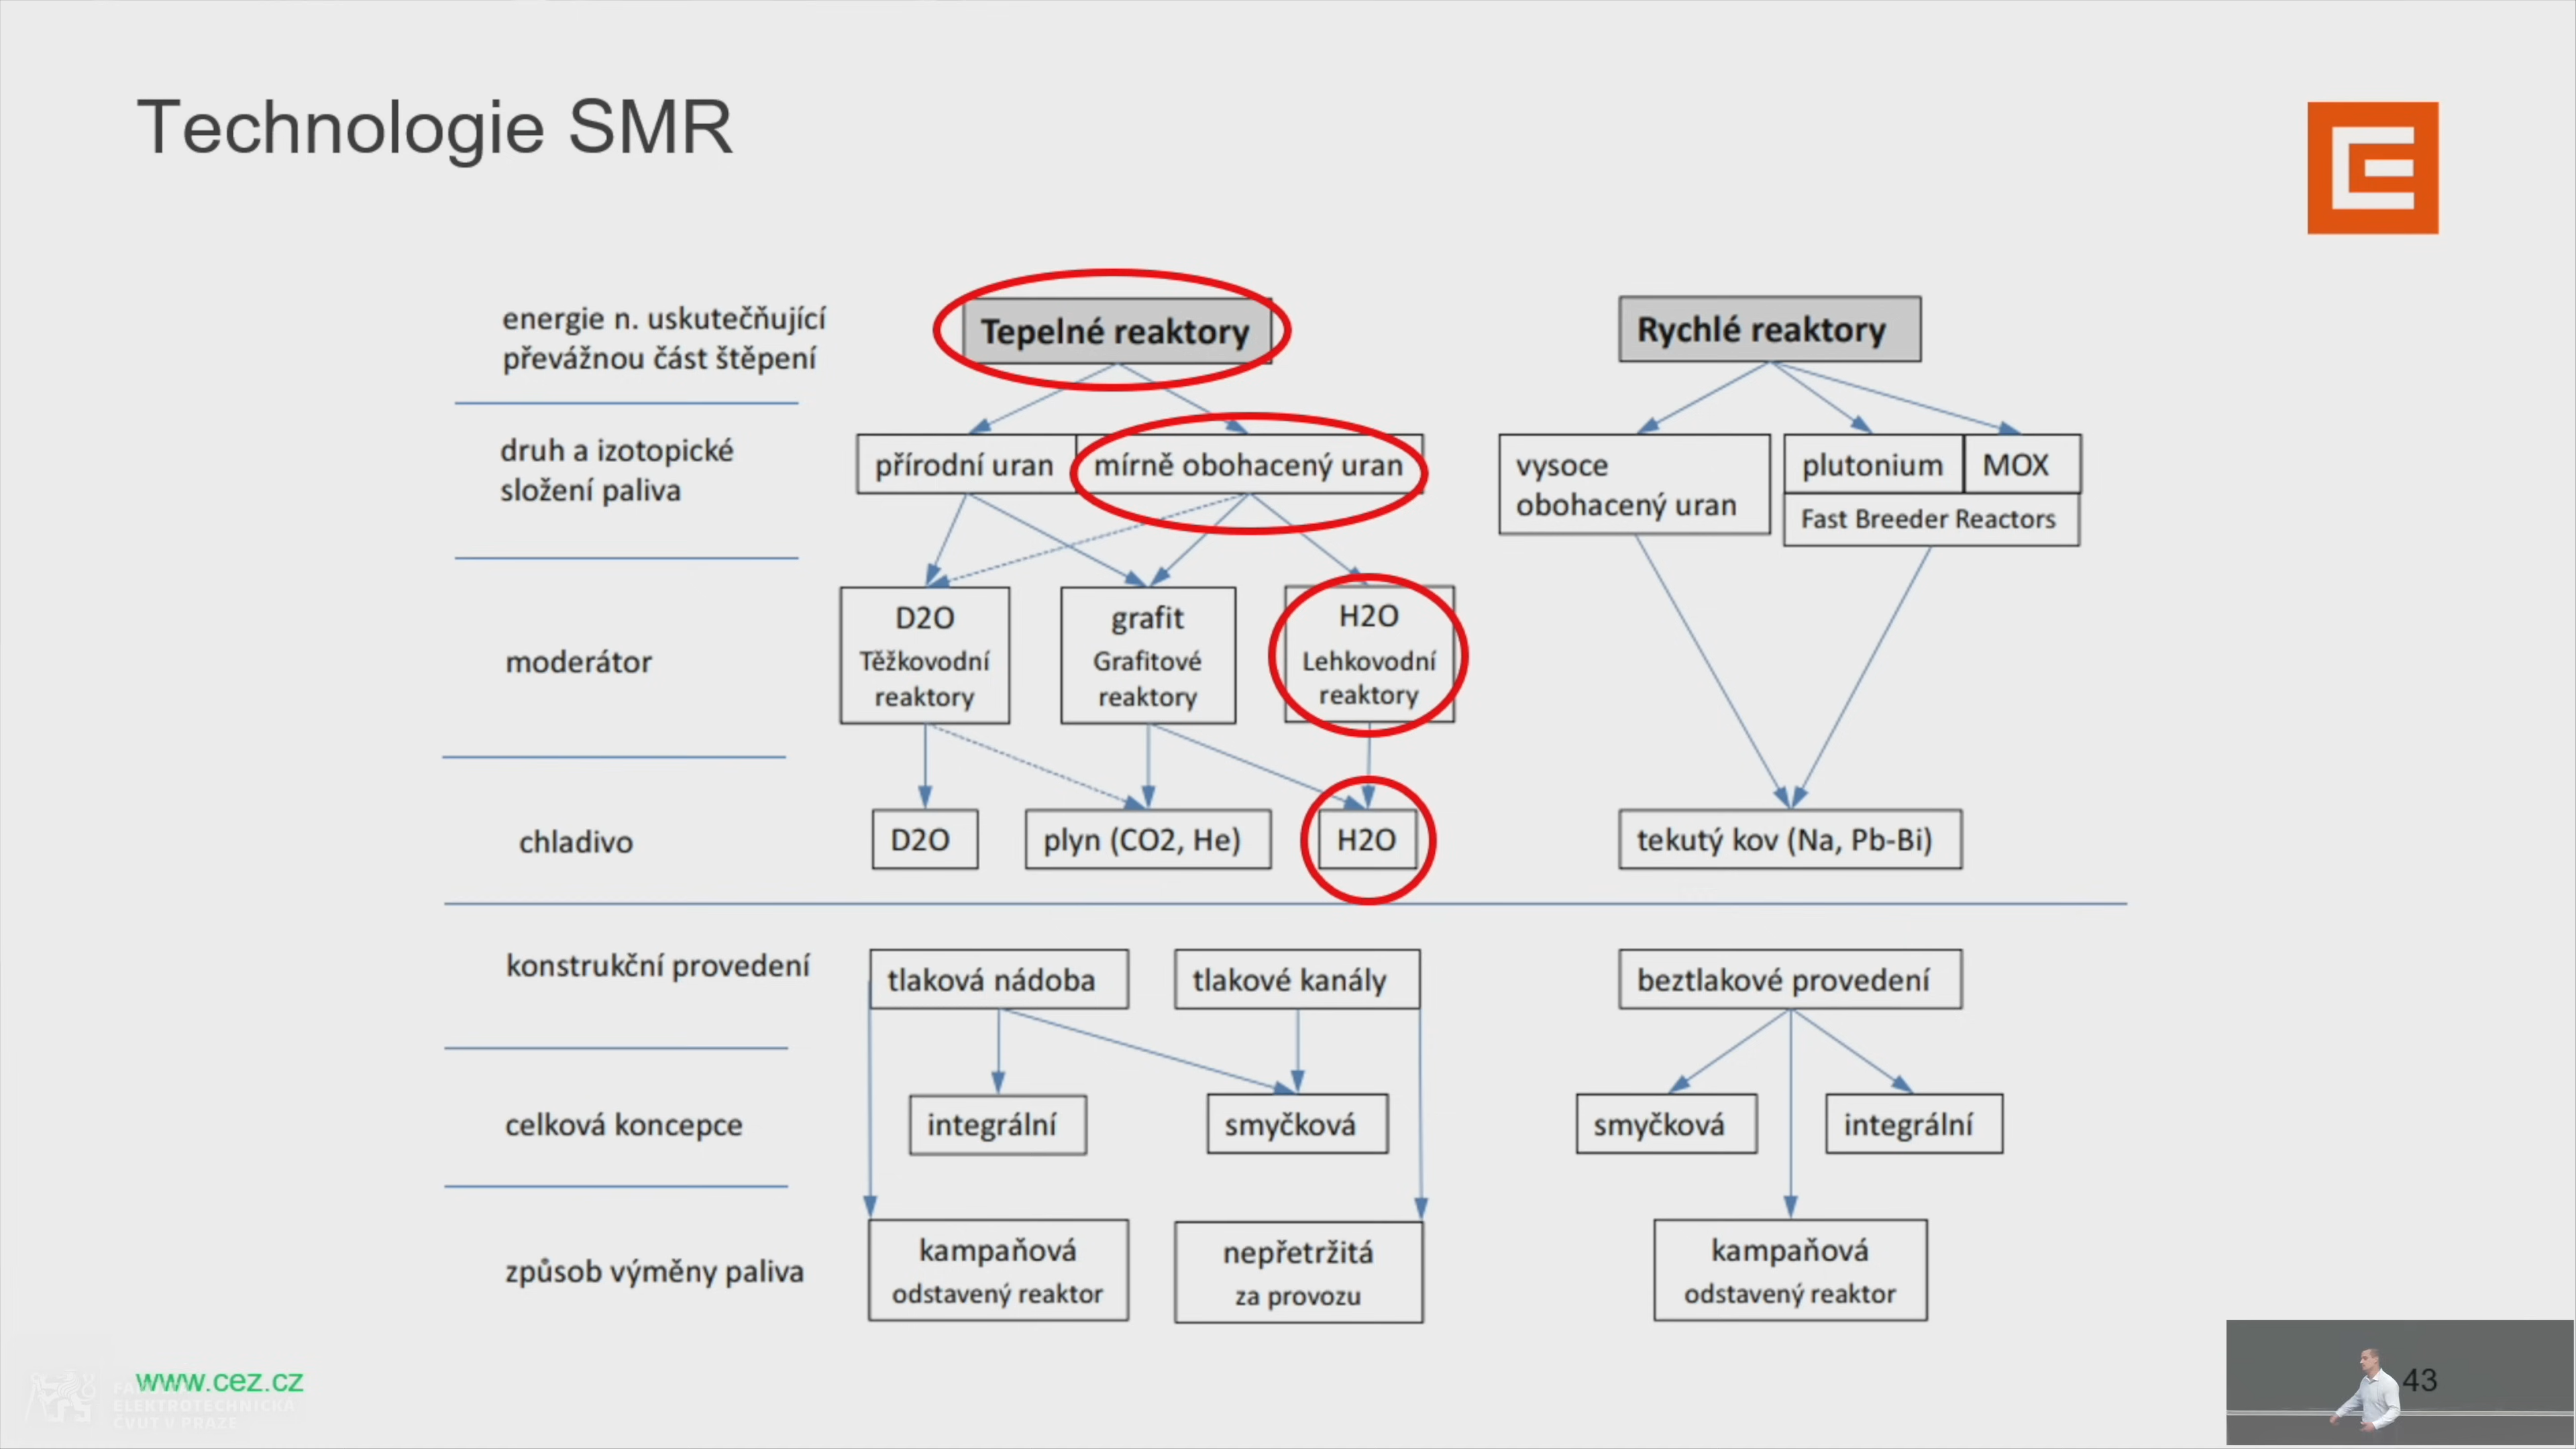 Technologie SMR
energie n. uskutečňující
převážnou část štěpení
Tepelné reaktory
Rychlé reaktory
druh a izotopické
složení paliva
přírodní uran
mírně obohacený uran
vysoce
obohacený uran
plutonium
MOX
Fast Breeder Reactors
moderátor
D2O
Těžkovodní
reaktory
grafit
Grafitové
reaktory
H2O
Lehkovodní
reaktory
chladivo
D2O
plyn (CO2, He)
H2O
tekutý kov (Na, Pb-Bi)
konstrukční provedení
tlaková nádoba
tlakové kanály
beztlakové provedení
celková koncepce
integrální
smyčková
smyčková
integrální
způsob výměny paliva
kampaňová
odstavený reaktor
nepřetržitá
za provozu
kampaňová
odstavený reaktor
www.cez.cz
ELEKTROTECHNICKÁ
ČVUT V PRAZE
43